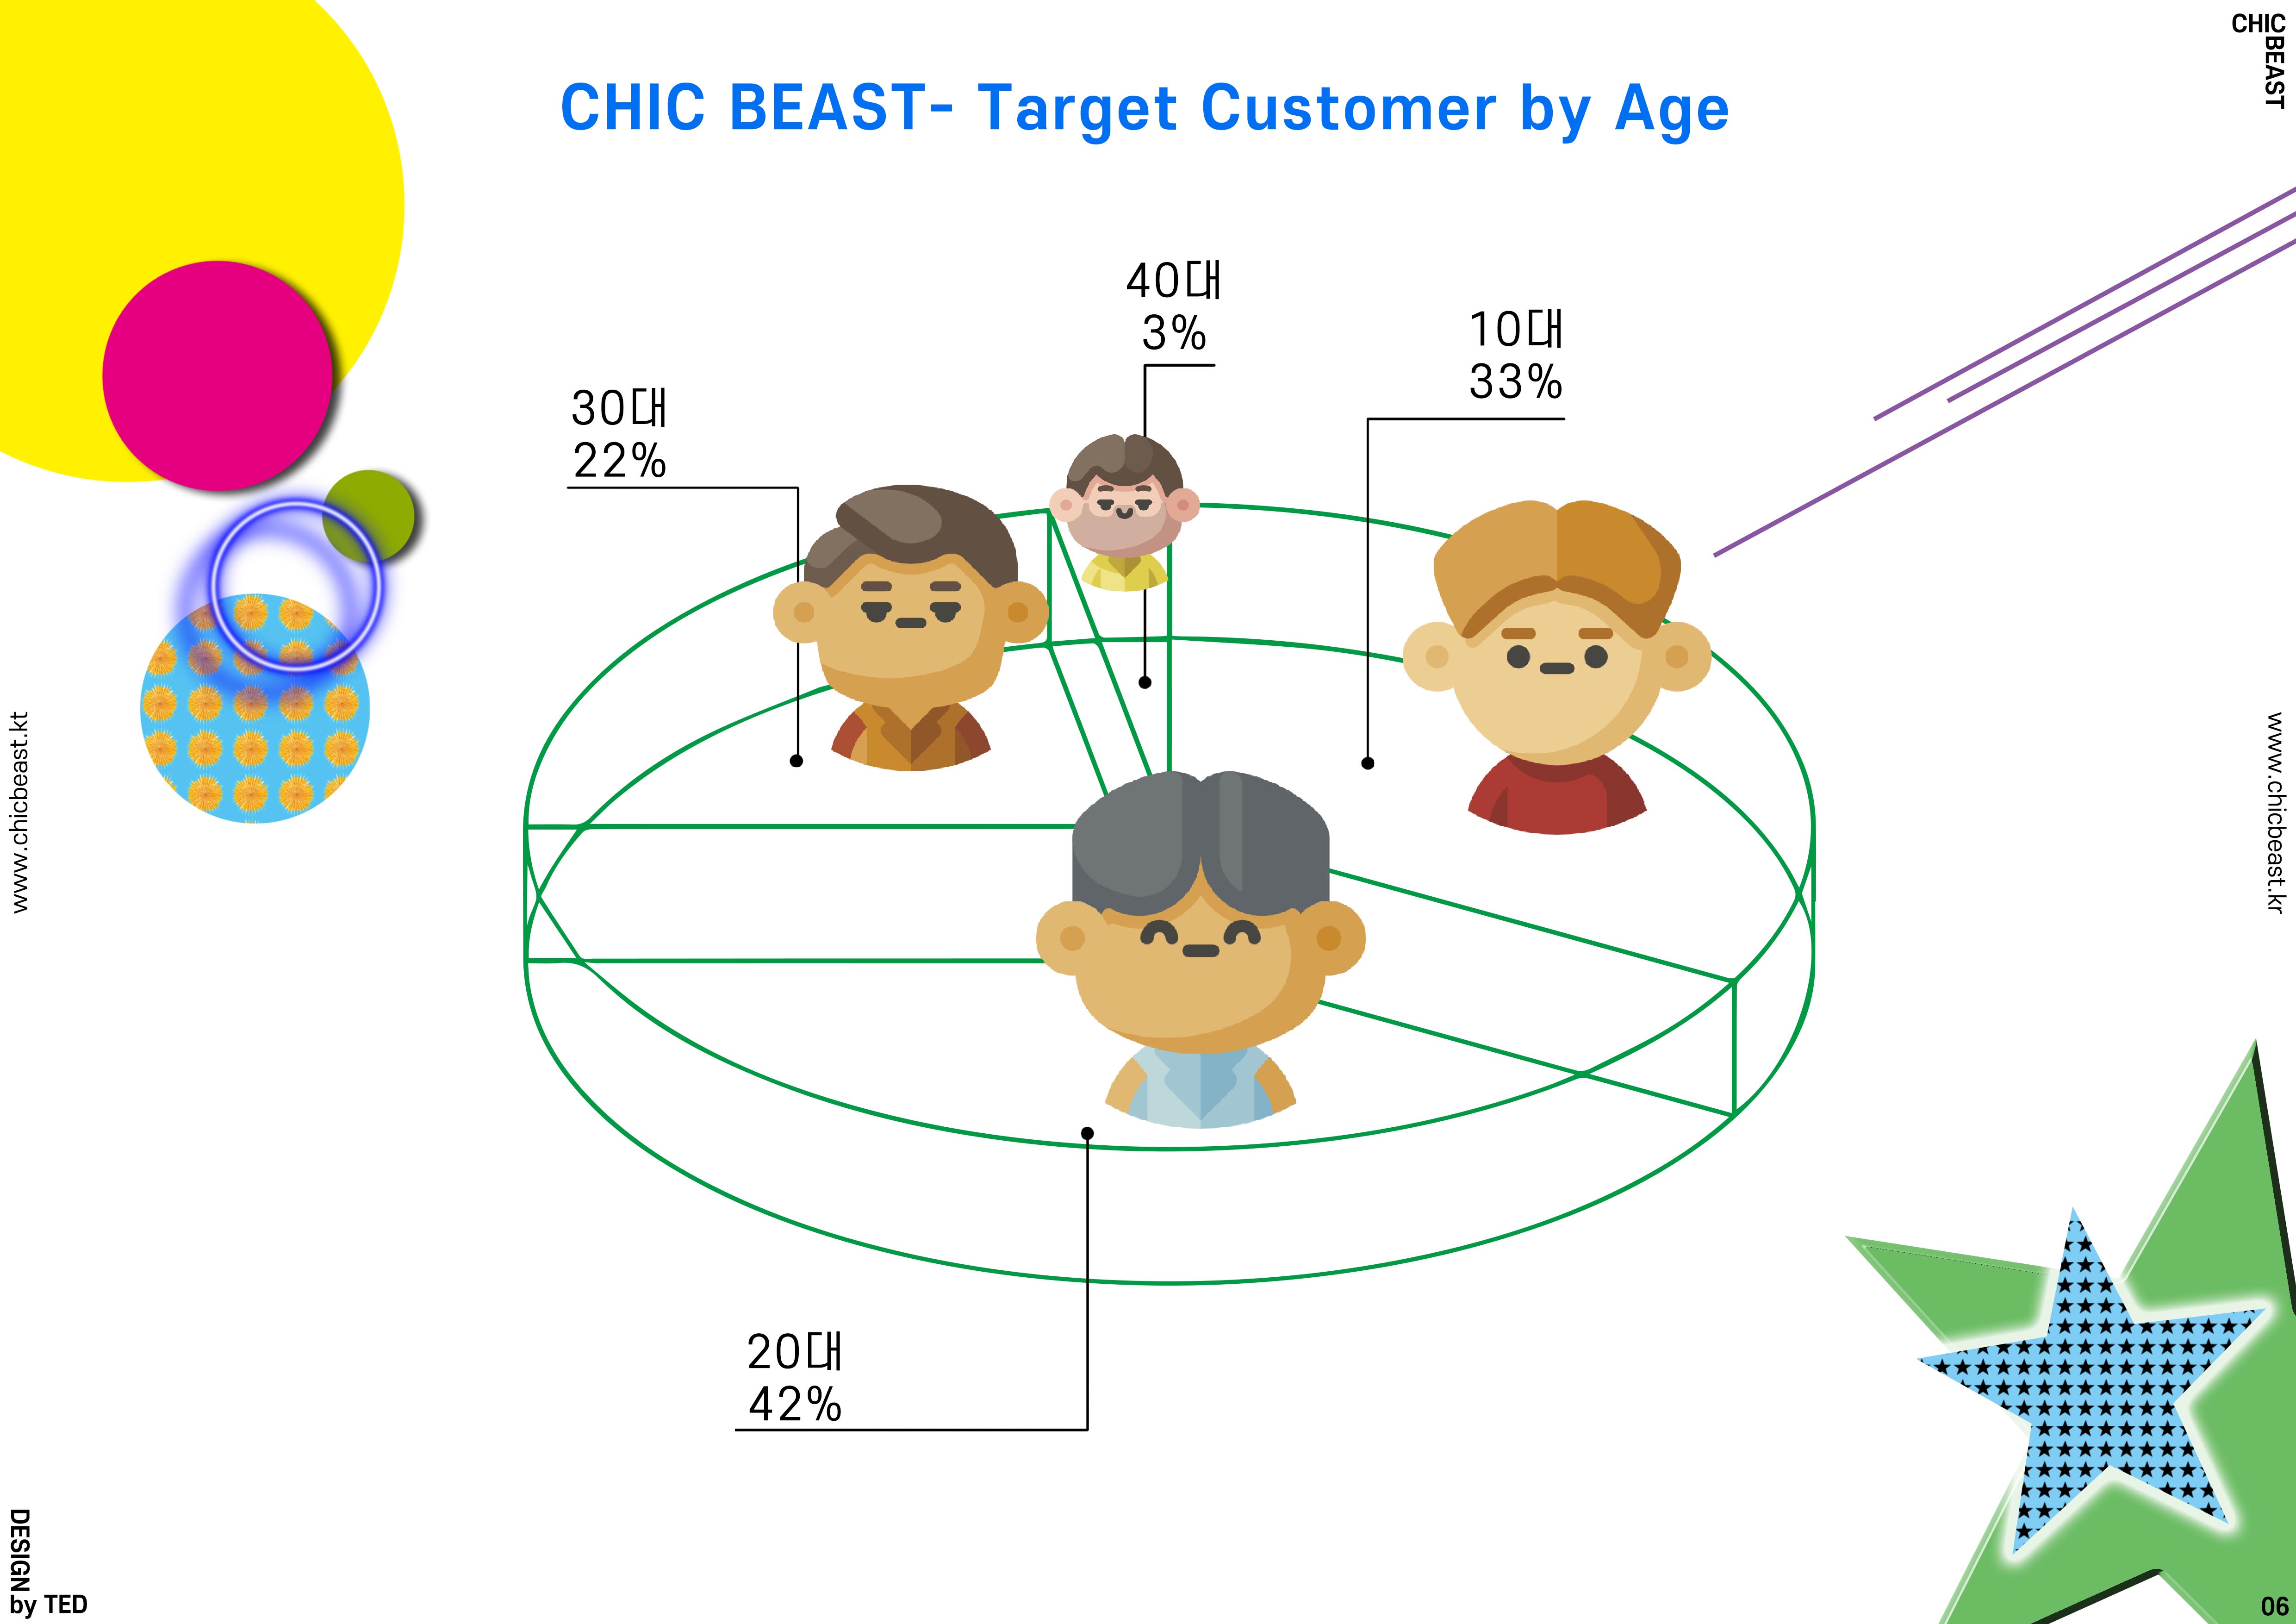 CHIC
BEAST
CHIC BEAST- Target Customer by Age
40대
3%
10대
33%
30대
22%
www.chicbeast.kt
www.chicbeast.kr
20대
42%
DESIGN
by TED
06